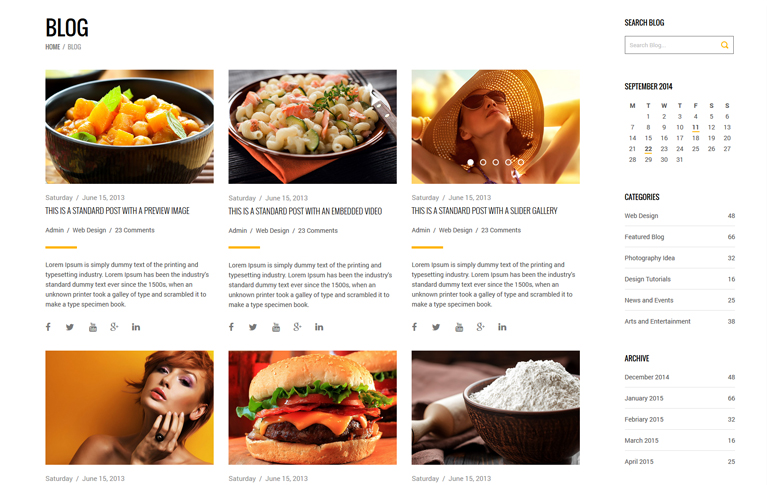 BLOG
HOME / BLOG
Saturday / June 15, 2013
THIS IS A STANDARD POST WITH A PREVIEW IMAGE
Admin / Web Design / 23 Comments
Lorem Ipsum is simply dummy text of the printing and
typesetting industry. Lorem Ipsum has been the industry's
standard dummy text ever since the 1500s, when an
unknown printer took a galley of type and scrambled it to
make a type specimen book.
Saturday / June 15, 2013
THIS IS A STANDARD POST WITH AN EMBEDDED VIDEO
Admin / Web Design / 23 Comments
Lorem Ipsum is simply dummy text of the printing and
typesetting industry. Lorem Ipsum has been the industry's
standard dummy text ever since the 1500s, when an
unknown printer took a galley of type and scrambled it to
make a type specimen book.
Saturday / June 15, 2013
THIS IS A STANDARD POST WITH A SLIDER GALLERY
Admin / Web Design / 23 Comments
Lorem Ipsum is simply dummy text of the printing and
typesetting industry. Lorem Ipsum has been the industry's
standard dummy text ever since the 1500s, when an
unknown printer took a galley of type and scrambled it to
make a type specimen book.
Saturday / June 15, 2013
Saturday / June 15, 2013
Saturday / June 15, 2013
SEARCH BLOG
Search Blog...
SEPTEMBER 2014
M T W T F S S
1 2 3 4 5 6
7 8 9 10 11 12 13
14 15 16 17 18 19 20
21 22 23 24 25 26 27
28 29 30 31
CATEGORIES
Web Design 48
Featured Blog 66
Photography Idea 32
Design Tutorials 16
News and Events 25
Arts and Entertainment 38
ARCHIVE
December 2014 48
January 2015 66
Febriary 2015 32
March 2015 16
April 2015 25